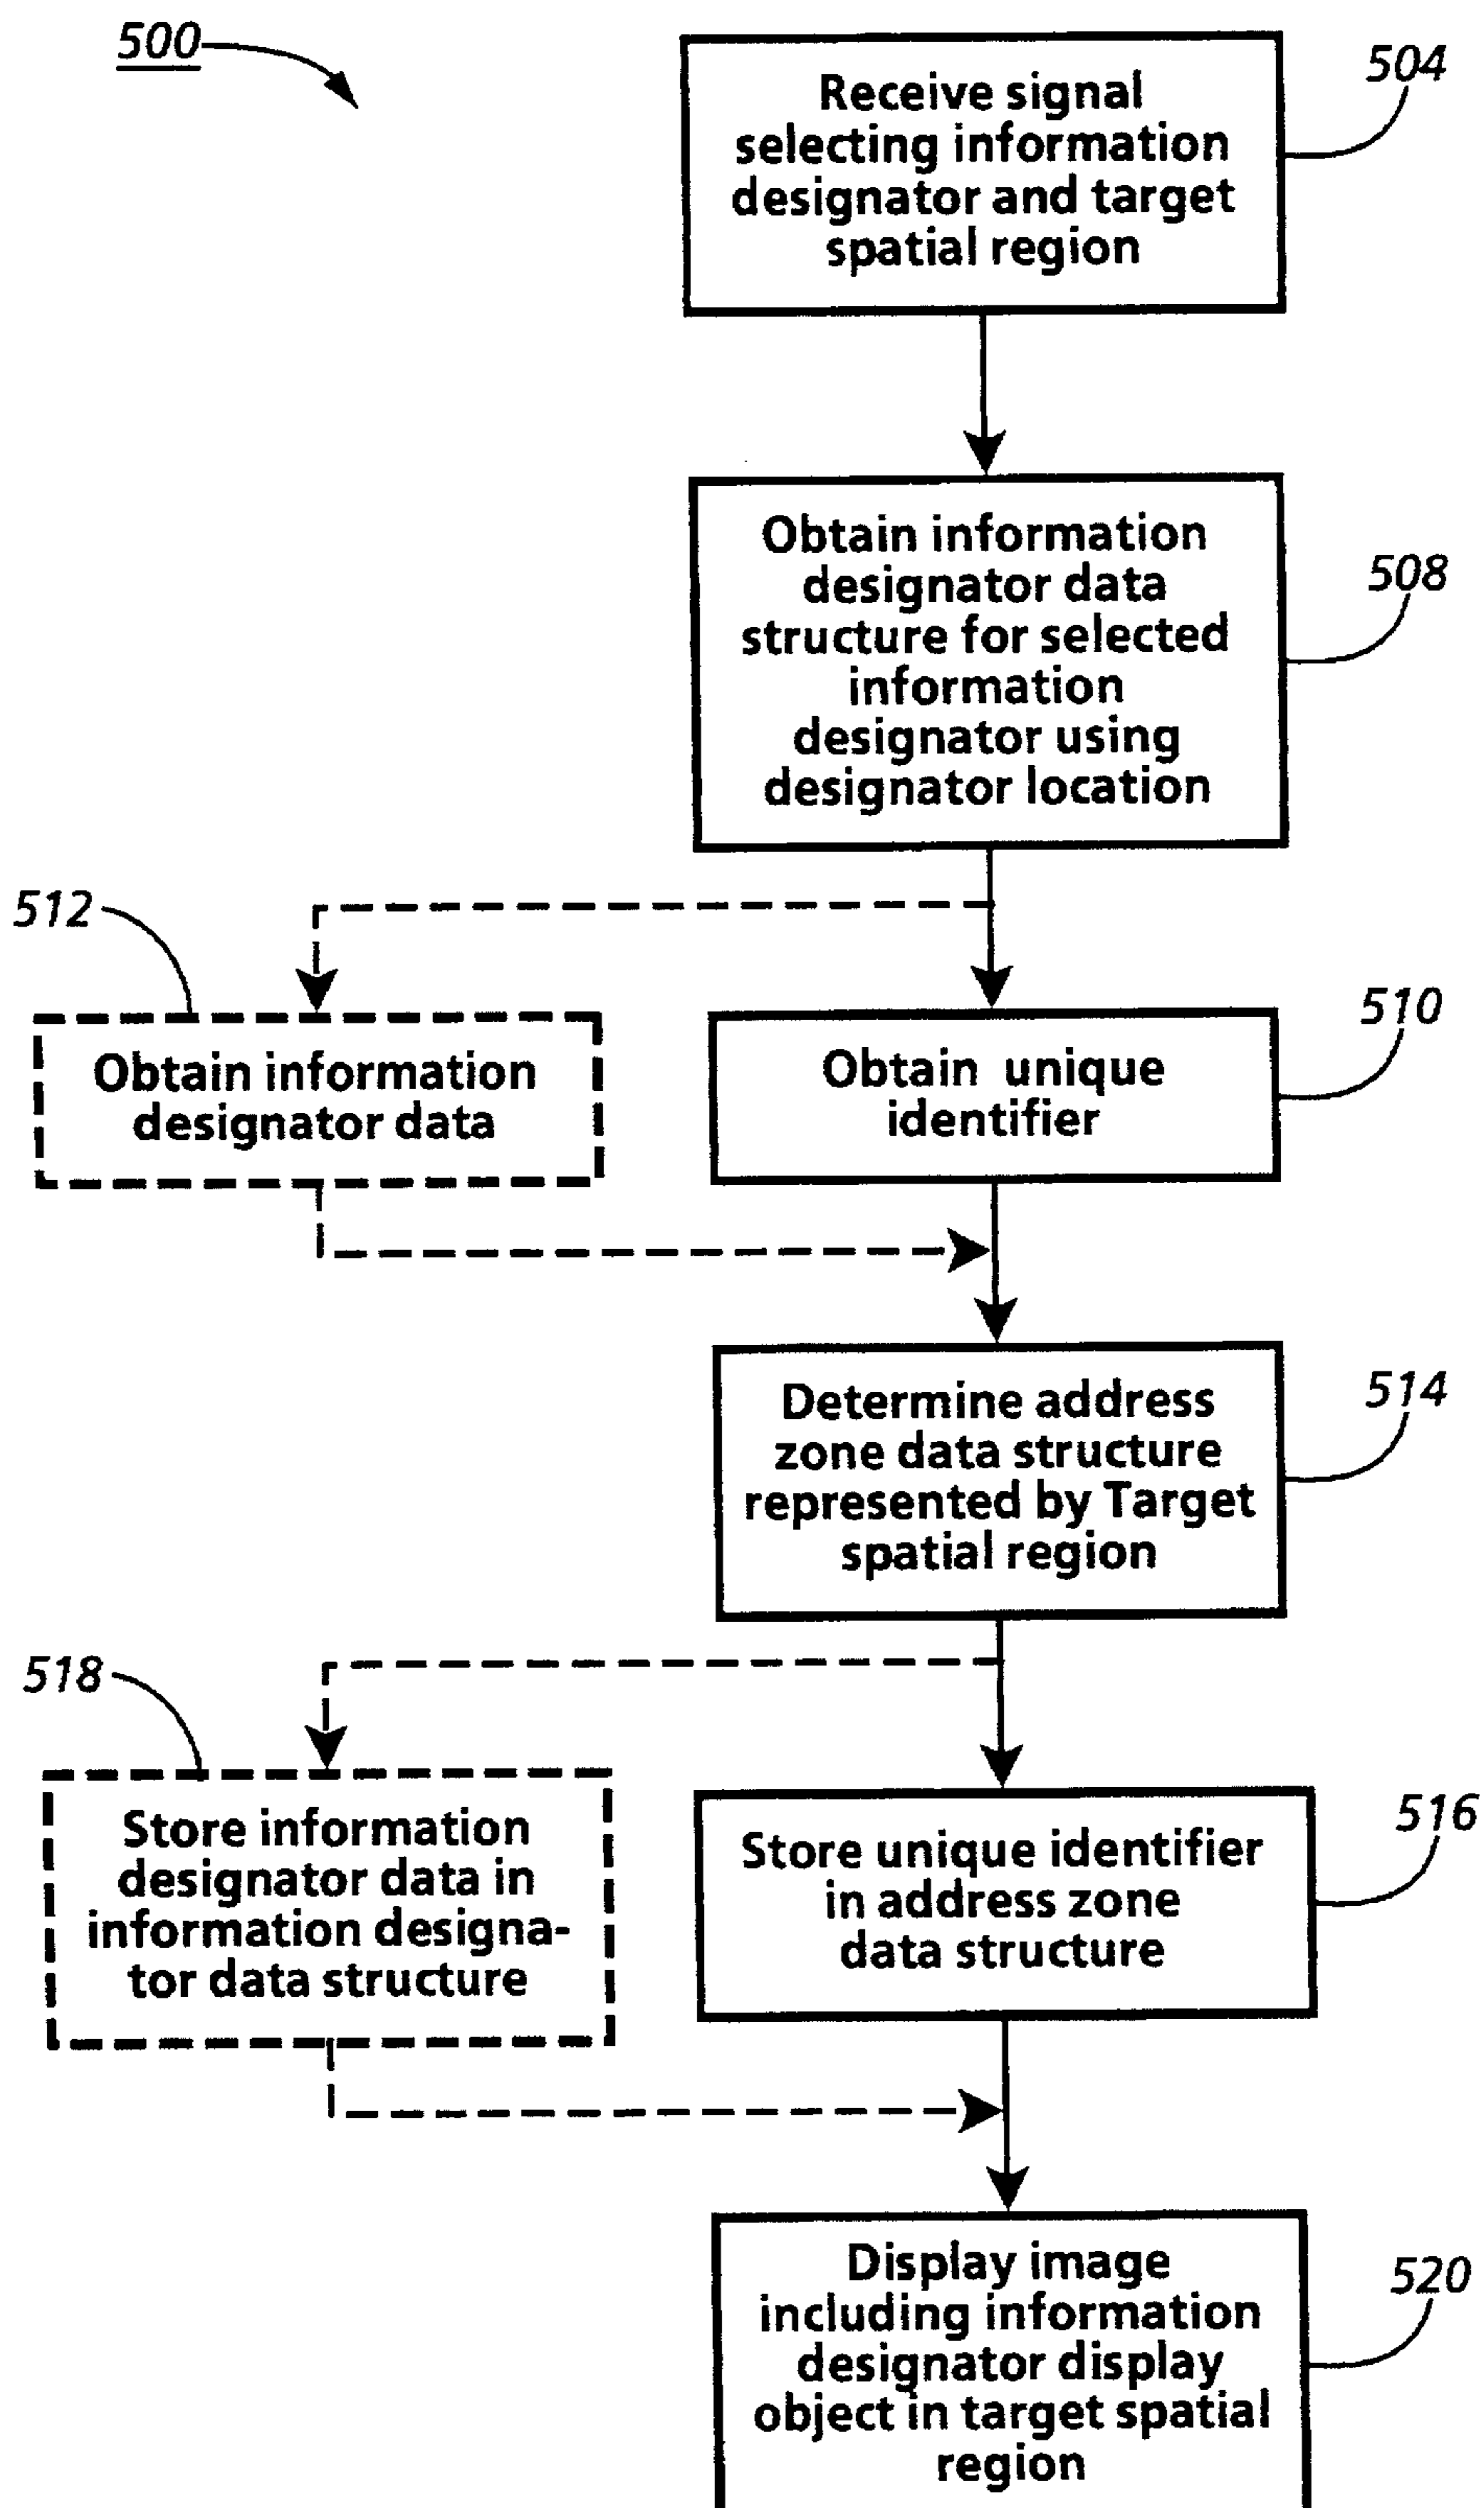 500
504
Receive signal
selecting information
designator and target
spatial region
508
Obtain information
designator data
structure for selected
information
designator using
designator location
512
Obtain information
designator data
510
Obtain unique
identifier
514
Determine address
zone data structure
represented by Target
spatial region
518
Store information
designator data in
information designa-
tor data structure
516
Store unique identifier
in address zone
data structure
520
Display image
including information
designator display
object in target spatial
region